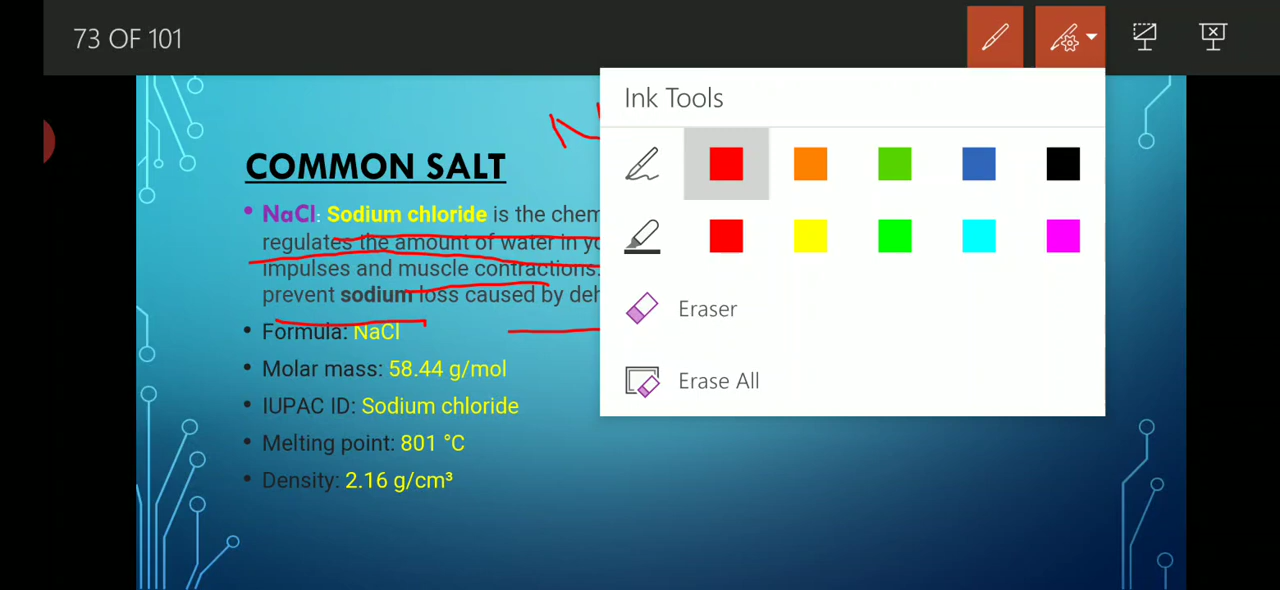 73 OF 101
Ink Tools
Eraser
Erase All
COMMON SALT
• NaCl: Sodium chloride is the chem
regulates the amount of water in yo
impulses and muscle contractions.
prevent sodium loss caused by deh
• Formula: NaCl
• Molar mass: 58.44 g/mol
• IUPAC ID: Sodium chloride
• Melting point: 801 °C
• Density: 2.16 g/cm³